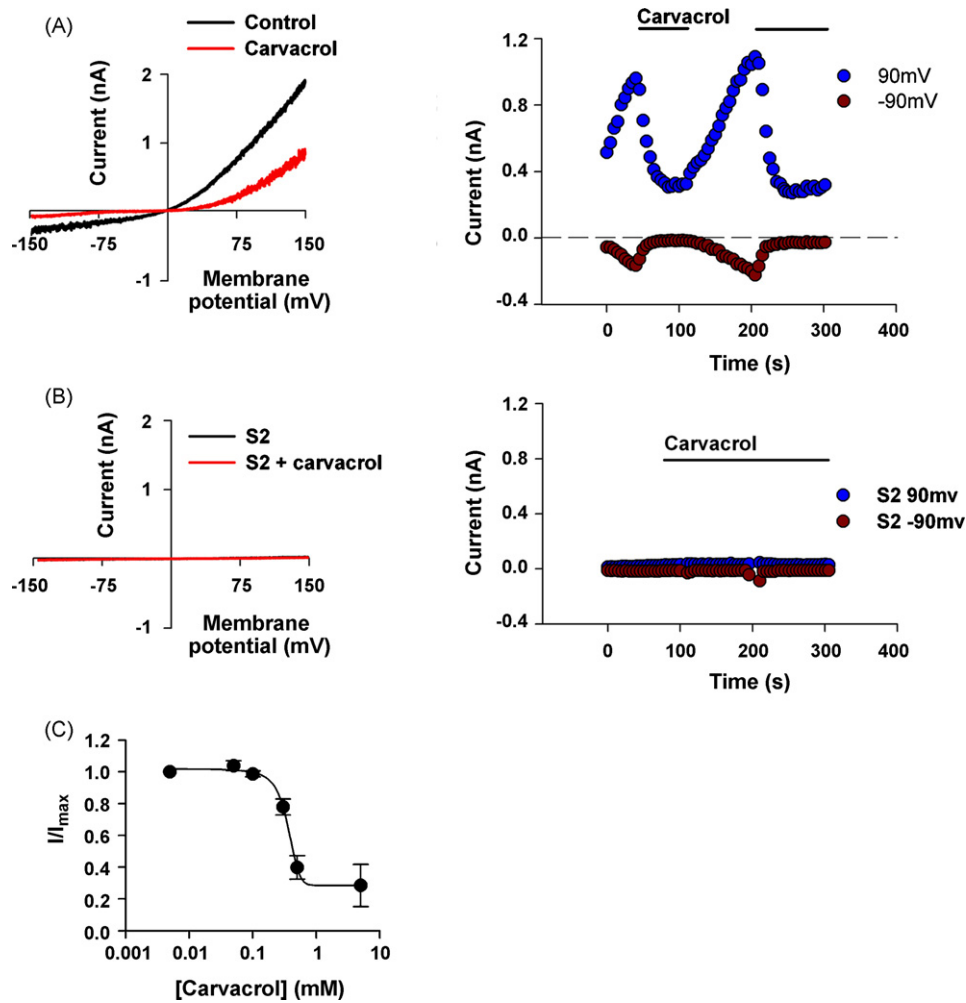 (A)
Control
Carvacrol
Current (nA)
2
1
-1
-150
-75
75
150
Membrane
potential (mV)
Carvacrol
90mV
-90mV
Current (nA)
1.2
0.8
0.4
0.0
-0.4
0
100
200
300
400
Time (s)
(B)
S2
S2 + carvacrol
Current (nA)
2
1
-1
-150
-75
75
150
Membrane
potential (mV)
Carvacrol
S2 90mv
S2 -90mv
Current (nA)
1.2
0.8
0.4
0.0
-0.4
0
100
200
300
400
Time (s)
(C)
I/Imax
1.2
1.0
0.8
0.6
0.4
0.2
0.0
0.001
0.01
0.1
1
10
[Carvacrol] (mM)